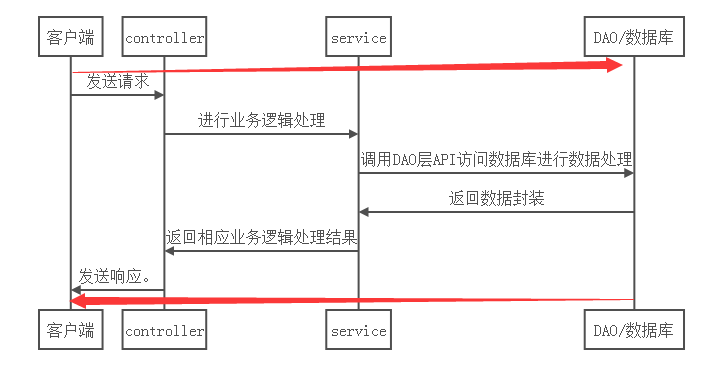 客户端
controller
service
DAO/数据库
发送请求
进行业务逻辑处理
调用DAO层API访问数据库进行数据处理
返回数据封装
返回相应业务逻辑处理结果
发送响应。
客户端
controller
service
DAO/数据库